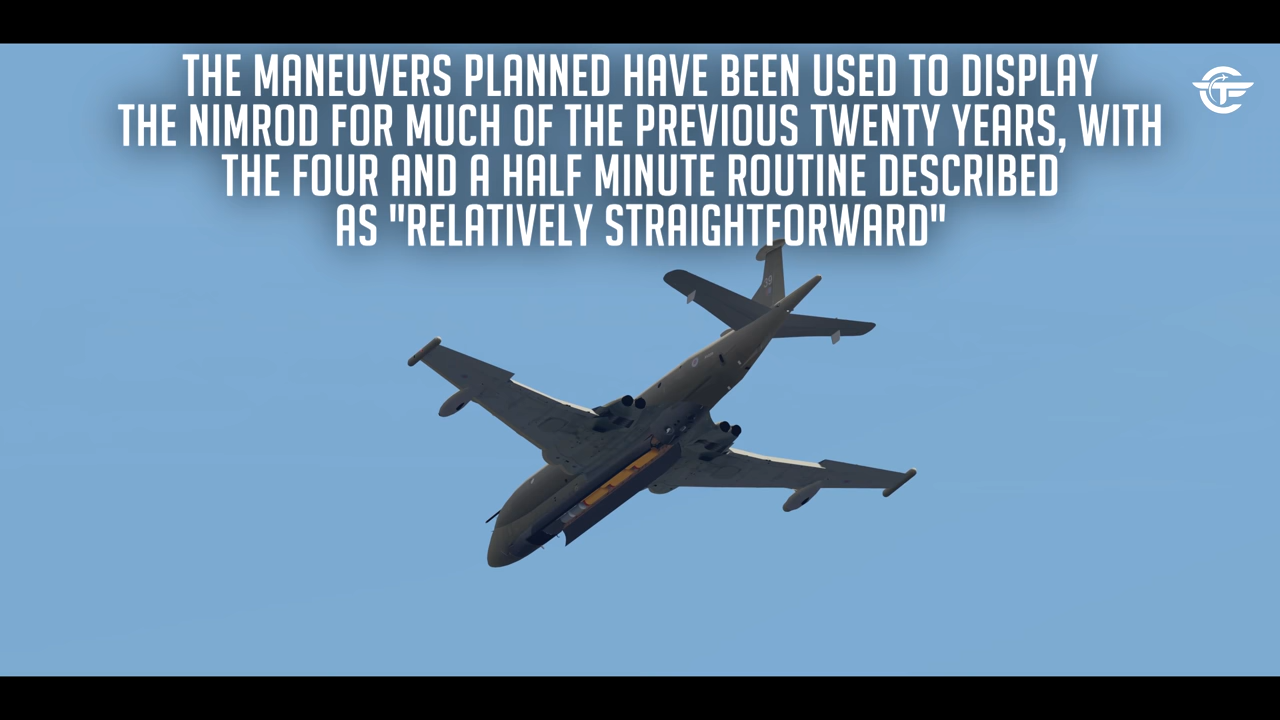 THE MANEUVERS PLANNED HAVE BEEN USED TO DISPLAY
THE NIMROD FOR MUCH OF THE PREVIOUS TWENTY YEARS, WITH
THE FOUR AND A HALF MINUTE ROUTINE DESCRIBED
AS "RELATIVELY STRAIGHTFORWARD"